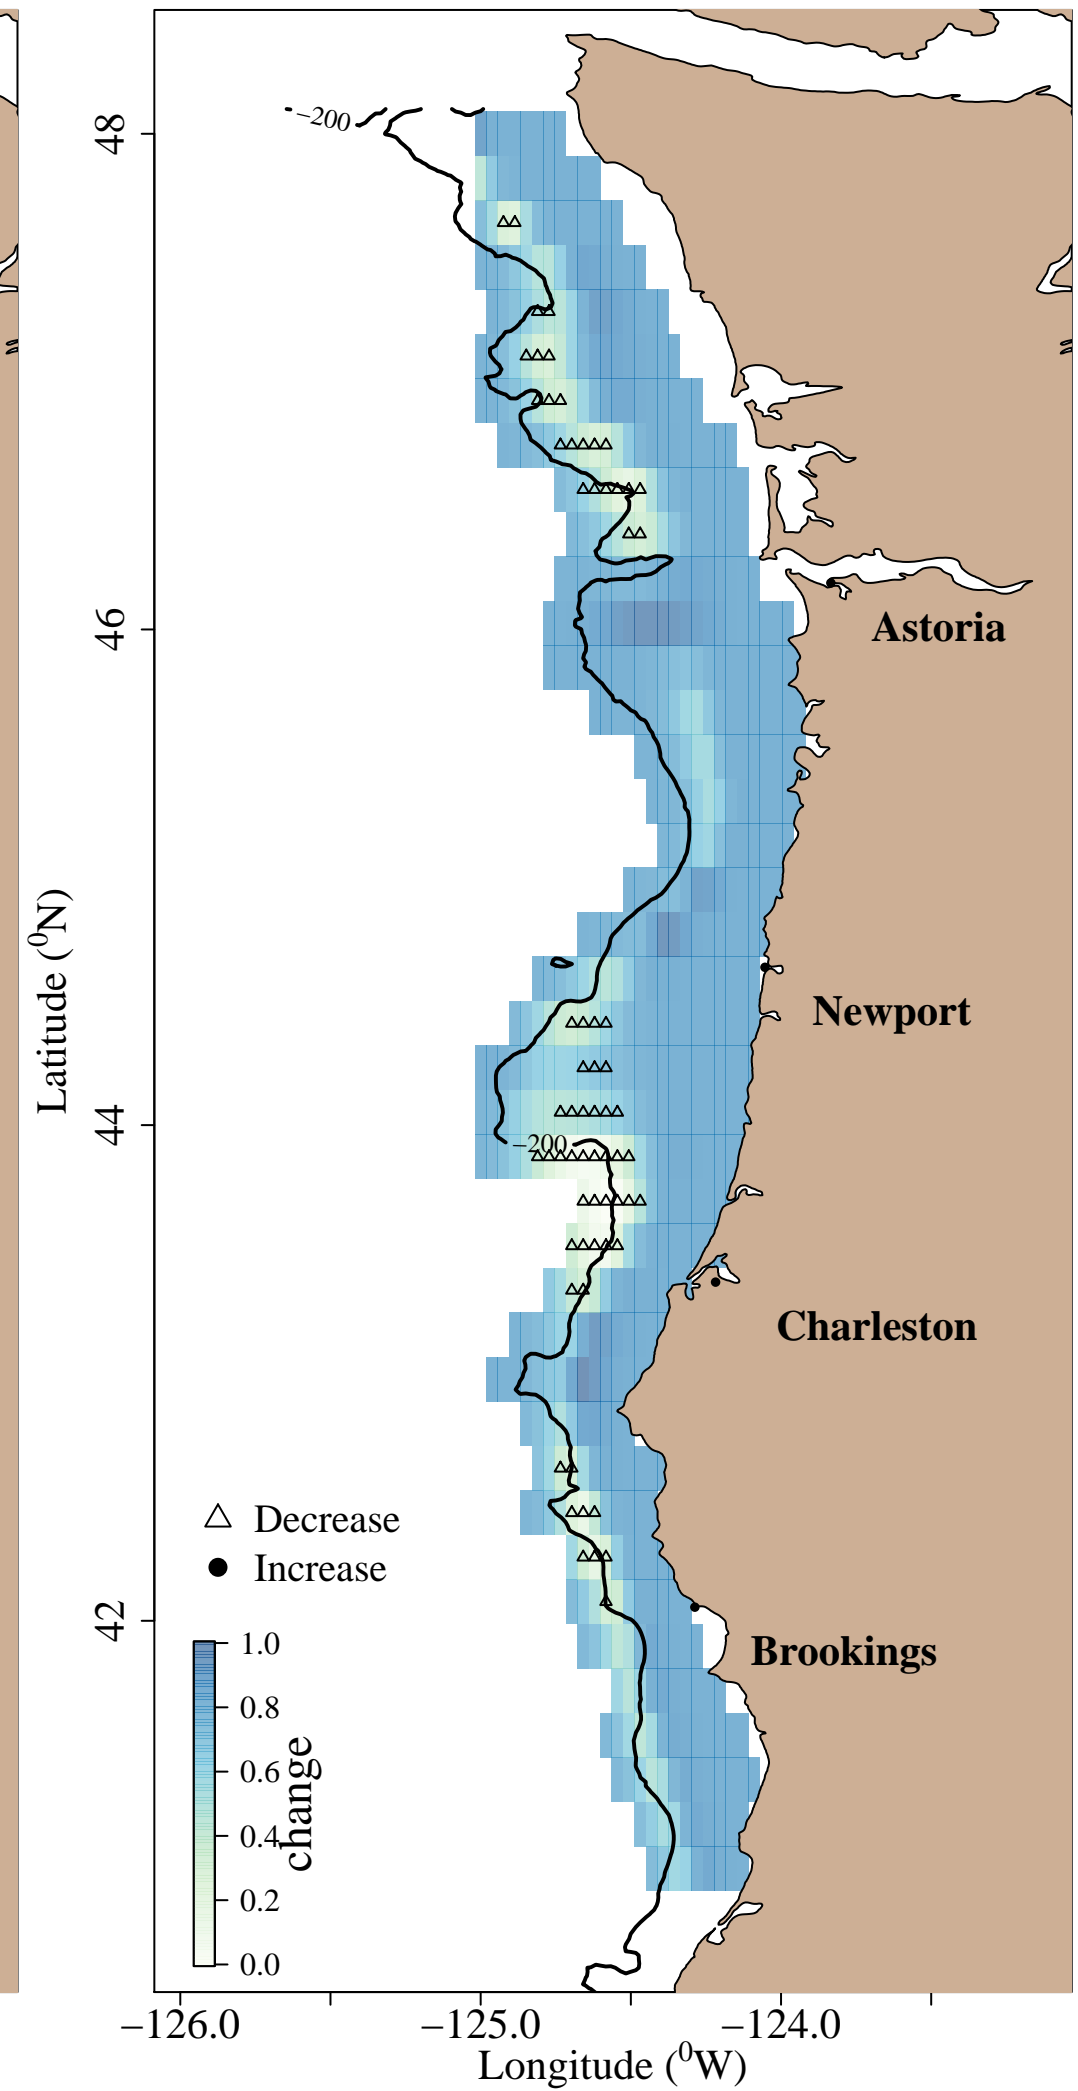 −200
48
46
Astoria
Latitude (⁰N)
Newport
44
−200
Charleston
Decrease
Increase
42
Brookings
1.0
0.8
0.6
0.4
0.2
0.0
change
−126.0
−125.0
−124.0
Longitude (⁰W)